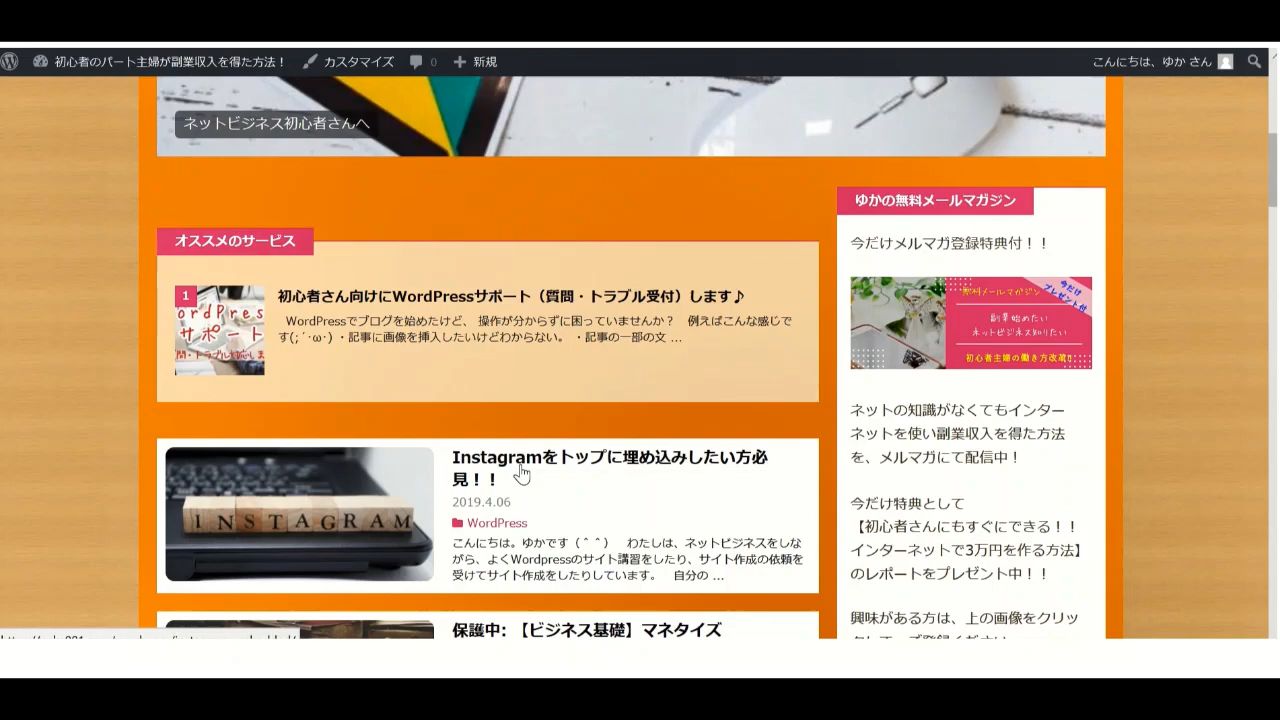 初心者のパート主婦が副業収入を得た方法！
カスタマイズ
0
新規
こんにちは、ゆか さん
ネットビジネス初心者さんへ
オススメのサービス
1
初心者さん向けにWordPressサポート（質問・トラブル受付）します♪
WordPressでブログを始めたけど、 操作が分からずに困っていませんか？ 例えばこんな感じで
す(;´･ω･) ・記事に画像を挿入したいけどわからない。 ・記事の一部の文 ...
INSTAGRAM
Instagramをトップに埋め込みしたい方必
見！！
2019.4.06
WordPress
こんにちは。ゆかです（＾＾） わたしは、ネットビジネスをしな
がら、よくWordpressのサイト講習をしたり、サイト作成の依頼を
受けてサイト作成をしたりしています。 自分の ...
保護中: 【ビジネス基礎】マネタイズ
ゆかの無料メールマガジン
今だけメルマガ登録特典付！！
無料メールマガジン
今だけ
プレゼント付
副業始めたい
ネットビジネス知りたい
初心者主婦の働き方改革!!
ネットの知識がなくてもインター
ネットを使い副業収入を得た方法
を、メルマガにて配信中！
今だけ特典として
【初心者さんにもすぐにできる！！
インターネットで3万円を作る方法】
のレポートをプレゼント中！！
興味がある方は、上の画像をクリッ